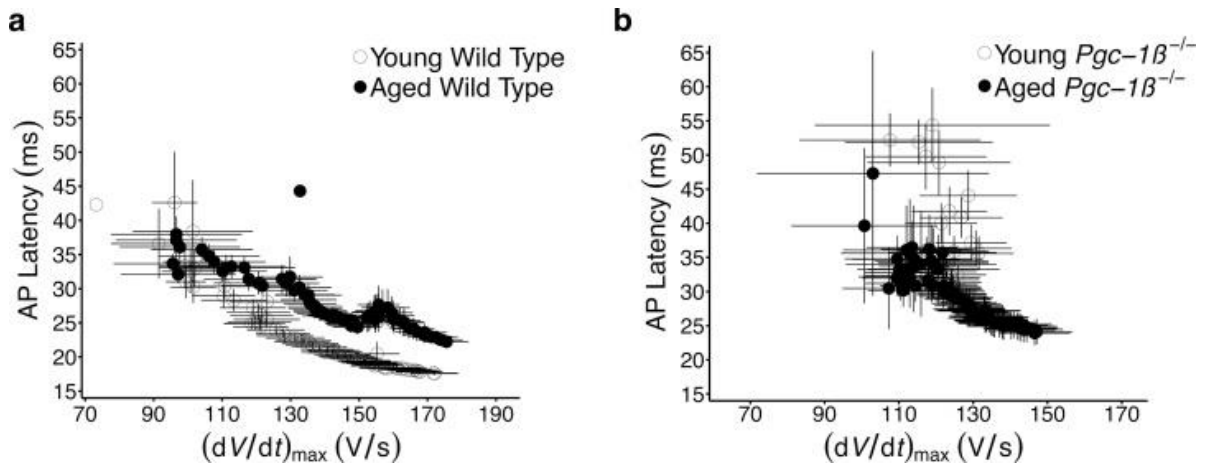 a
65
60
55
50
45
40
35
30
25
20
15
AP Latency (ms)
Young Wild Type
Aged Wild Type
70 90 110 130 150 170 190
(dV/dt)max (V/s)
b
65
60
55
50
45
40
35
30
25
20
15
AP Latency (ms)
Young Pgc−1ß−/−
Aged Pgc−1ß−/−
70 90 110 130 150 170
(dV/dt)max (V/s)